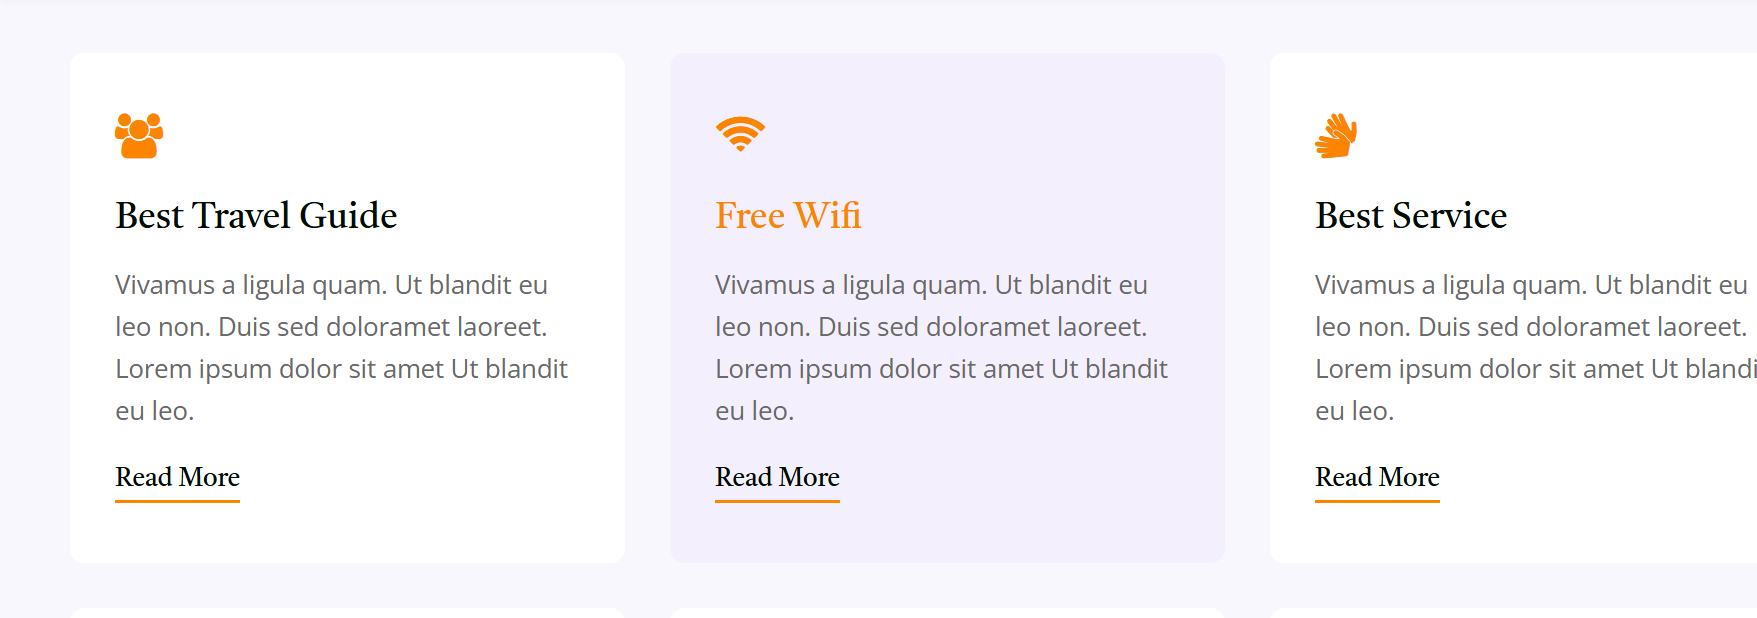 Best Travel Guide
Vivamus a ligula quam. Ut blandit eu
leo non. Duis sed doloramet laoreet.
Lorem ipsum dolor sit amet Ut blandit
eu leo.
Read More
Free Wifi
Vivamus a ligula quam. Ut blandit eu
leo non. Duis sed doloramet laoreet.
Lorem ipsum dolor sit amet Ut blandit
eu leo.
Read More
Best Service
Vivamus a ligula quam. Ut blandit eu
leo non. Duis sed doloramet laoreet.
Lorem ipsum dolor sit amet Ut blandi
eu leo.
Read More